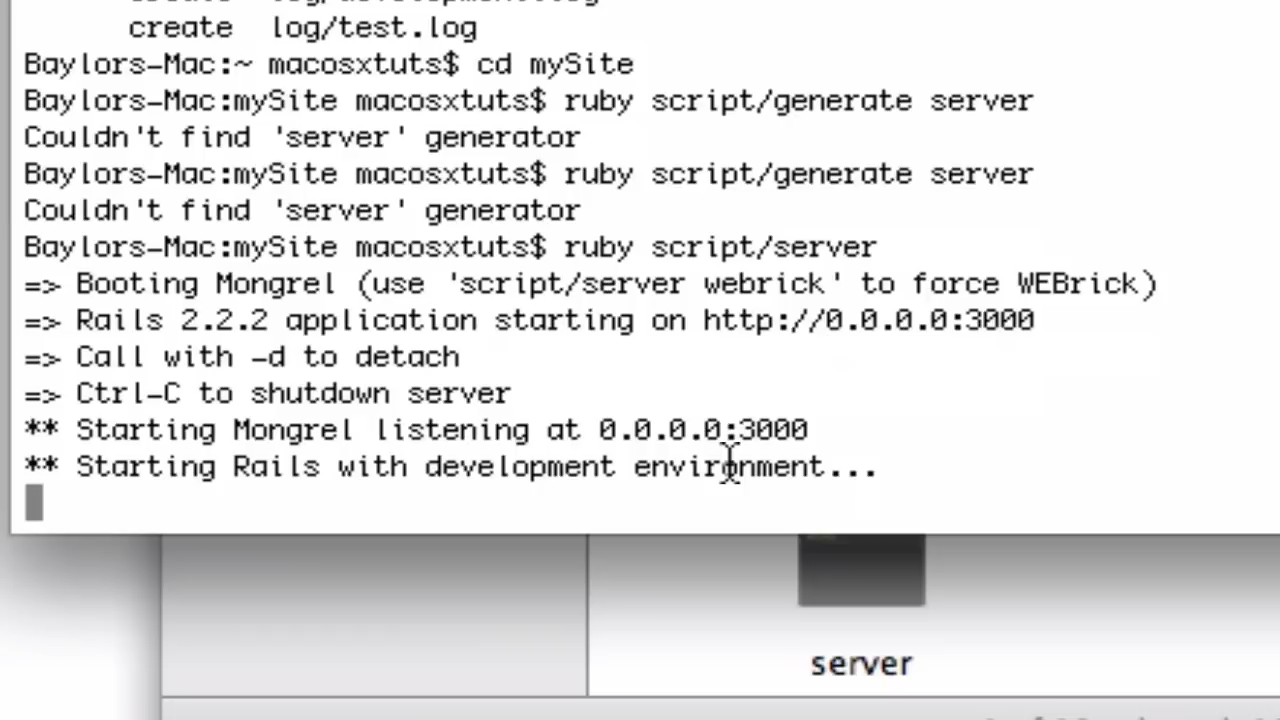 create log/test.log
Baylors-Mac:~ macosxtuts$ cd mySite
Baylors-Mac:mySite macosxtuts$ ruby script/generate server
Couldn't find 'server' generator
Baylors-Mac:mySite macosxtuts$ ruby script/generate server
Couldn't find 'server' generator
Baylors-Mac:mySite macosxtuts$ ruby script/server
=> Booting Mongrel (use 'script/server webrick' to force WEBrick)
=> Rails 2.2.2 application starting on http://0.0.0.0:3000
=> Call with -d to detach
=> Ctrl-C to shutdown server
** Starting Mongrel listening at 0.0.0.0:3000
** Starting Rails with development environment...
server